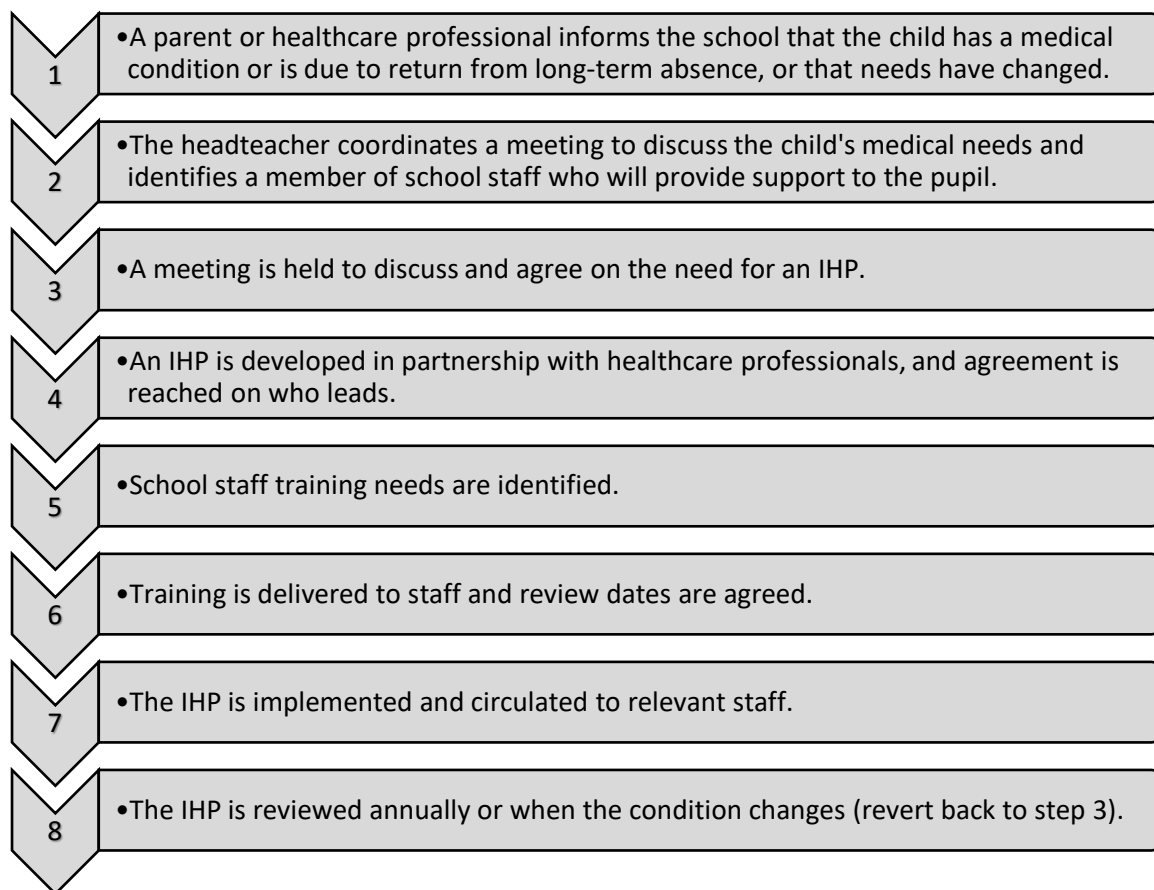 1
•A parent or healthcare professional informs the school that the child has a medical
condition or is due to return from long-term absence, or that needs have changed.
2
•The headteacher coordinates a meeting to discuss the child's medical needs and
identifies a member of school staff who will provide support to the pupil.
3
•A meeting is held to discuss and agree on the need for an IHP.
4
•An IHP is developed in partnership with healthcare professionals, and agreement is
reached on who leads.
5
•School staff training needs are identified.
6
•Training is delivered to staff and review dates are agreed.
7
•The IHP is implemented and circulated to relevant staff.
8
•The IHP is reviewed annually or when the condition changes (revert back to step 3).